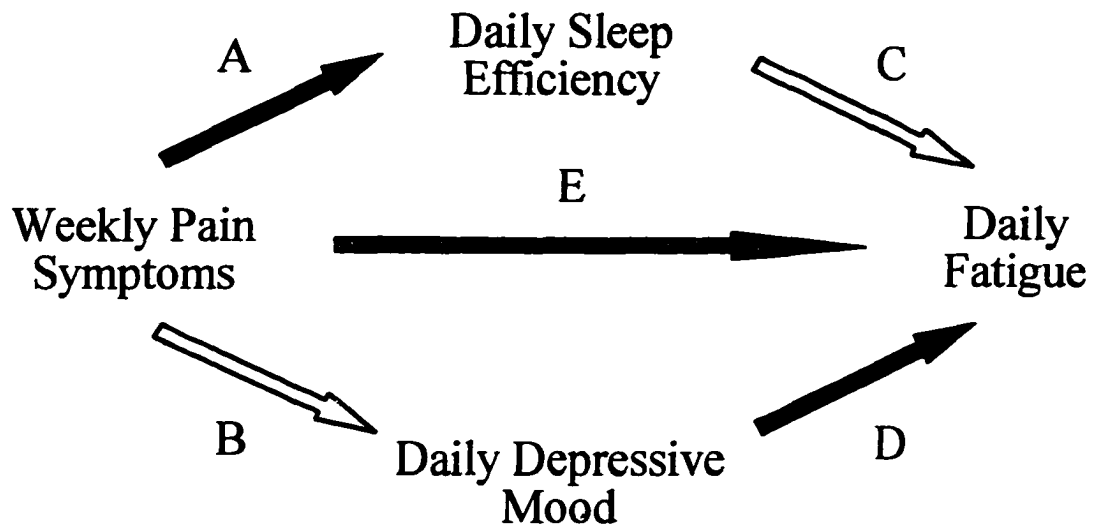 A
Daily Sleep
Efficiency
C
E
Weekly Pain
Symptoms
Daily
Fatigue
B
Daily Depressive
Mood
D